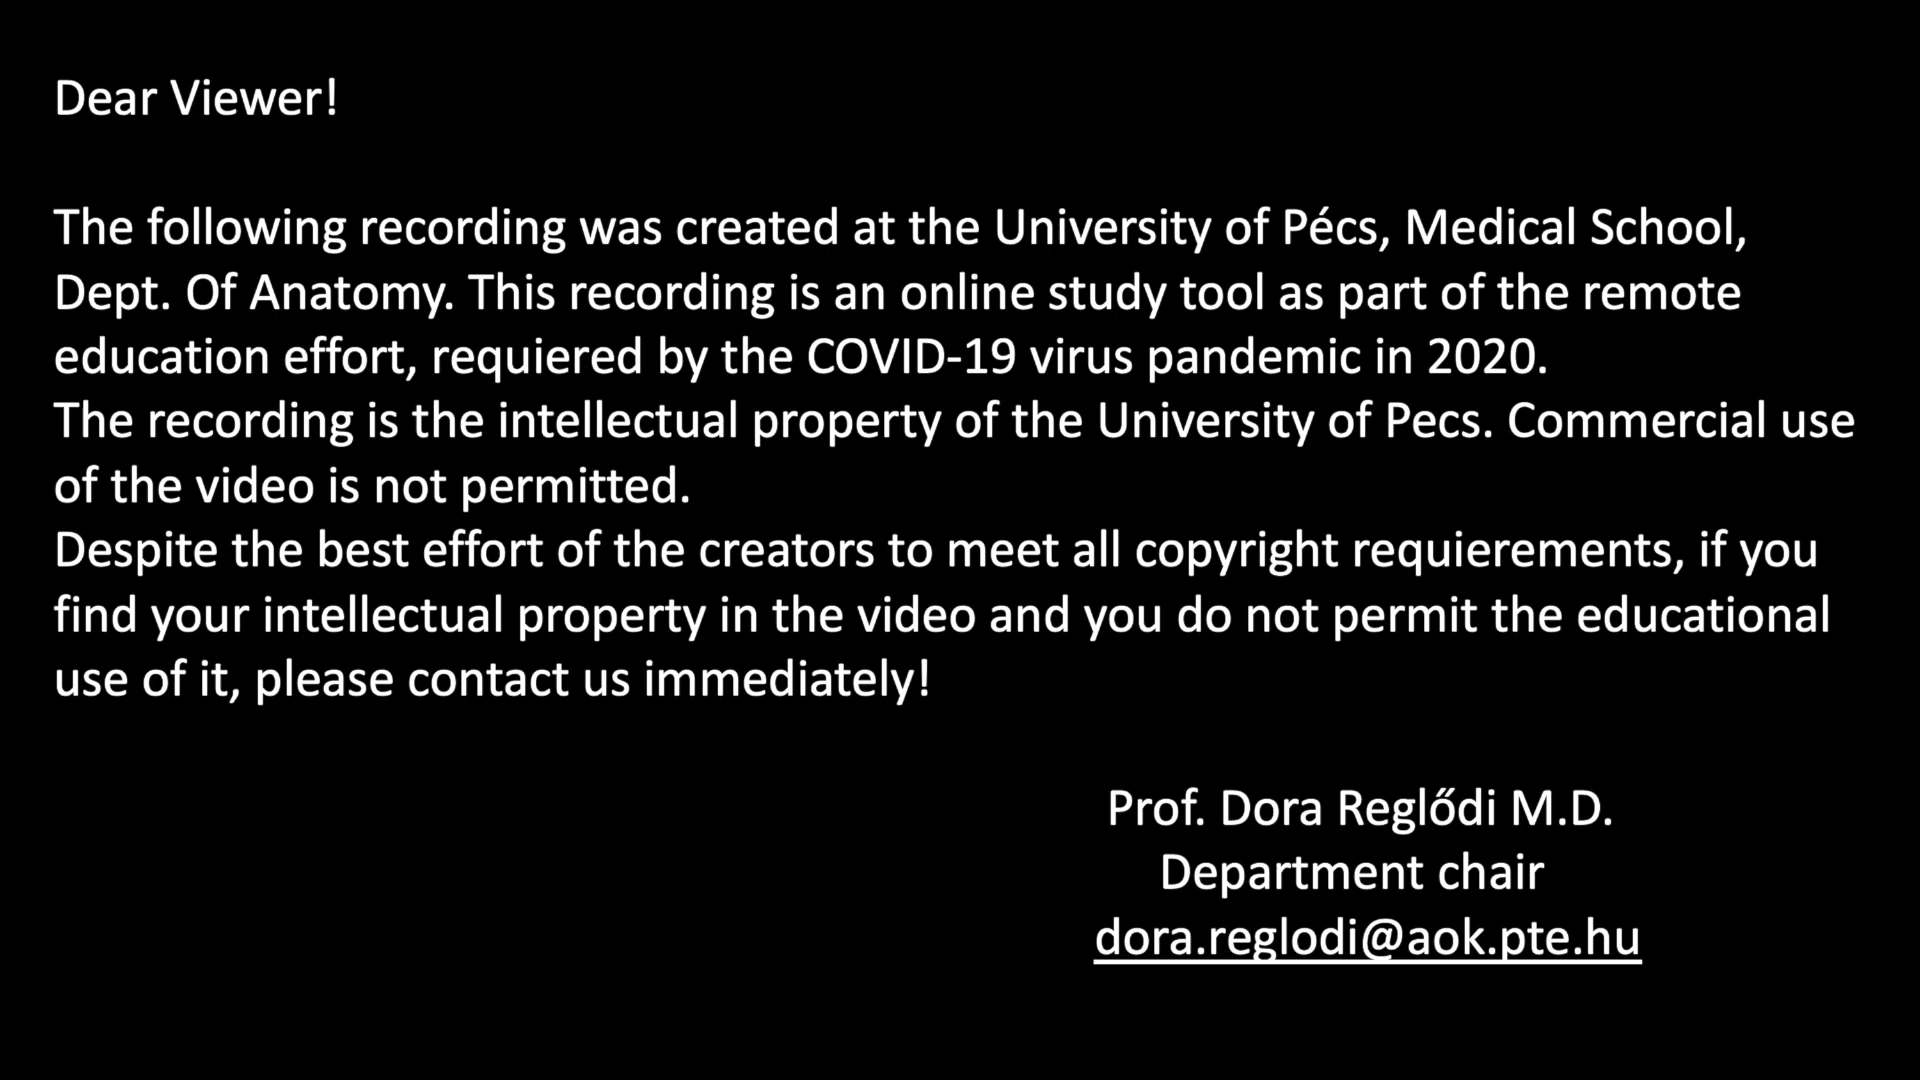 Dear Viewer!
The following recording was created at the University of Pécs, Medical School,
Dept. Of Anatomy. This recording is an online study tool as part of the remote
education effort, requiered by the COVID-19 virus pandemic in 2020.
The recording is the intellectual property of the University of Pecs. Commercial use
of the video is not permitted.
Despite the best effort of the creators to meet all copyright requierements, if you
find your intellectual property in the video and you do not permit the educational
use of it, please contact us immediately!
Prof. Dora Reglődi M.D.
Department chair
dora.reglodi@aok.pte.hu